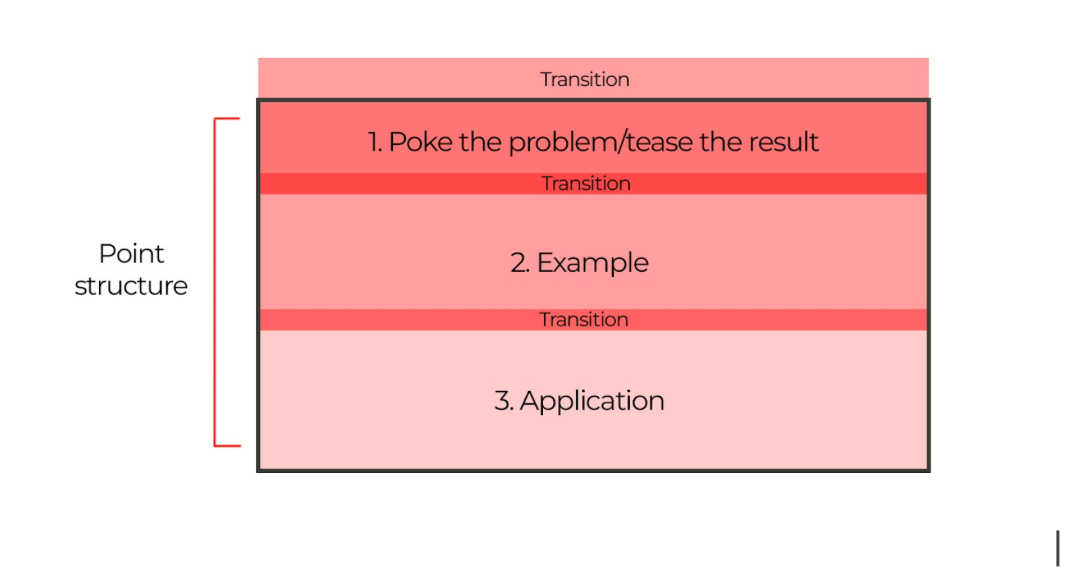 Transition
1. Poke the problem/tease the result
Transition
Point
structure
2. Example
Transition
3. Application